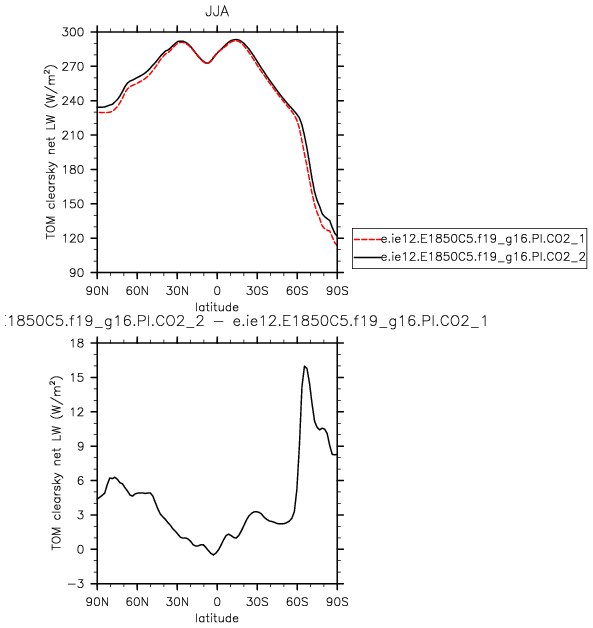 JJA
TOM clearsky net LW (W/m²)
300
270
240
210
180
150
120
90
90N 60N 30N 0 30S 60S 90S
latitude
e.ie12.E1850C5.f19_g16.PI.CO2_1
e.ie12.E1850C5.f19_g16.PI.CO2_2
:1850C5.f19_g16.PI.CO2_2 − e.ie12.E1850C5.f19_g16.PI.CO2_1
TOM clearsky net LW (W/m²)
18
15
12
9
6
3
0
−3
90N 60N 30N 0 30S 60S 90S
latitude